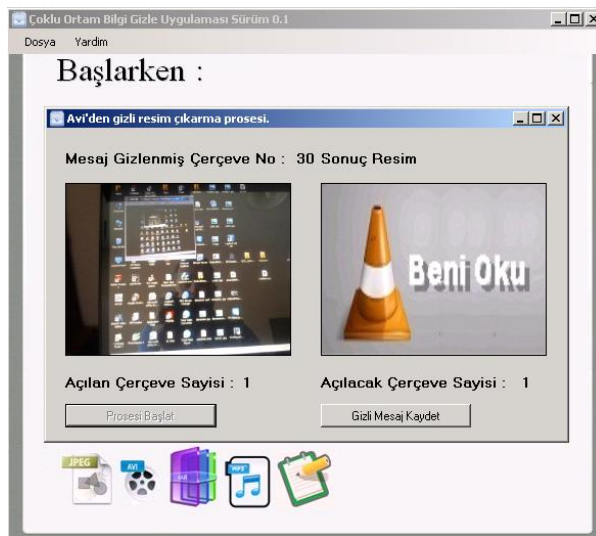 Çoklu Ortam Bilgi Gizle Uygulaması Sürüm 0.1
Dosya Yardim
Başlarken :
Avi'den gizli resim çıkarma prosesi.
Mesaj Gizlenmiş Çerçeve No : 30 Sonuç Resim
Beni Oku
Açılan Çerçeve Sayisi : 1 Açılacak Çerçeve Sayisi : 1
Prosesi Başlat Gizli Mesaj Kaydet
JPEG AVI RAR MP3